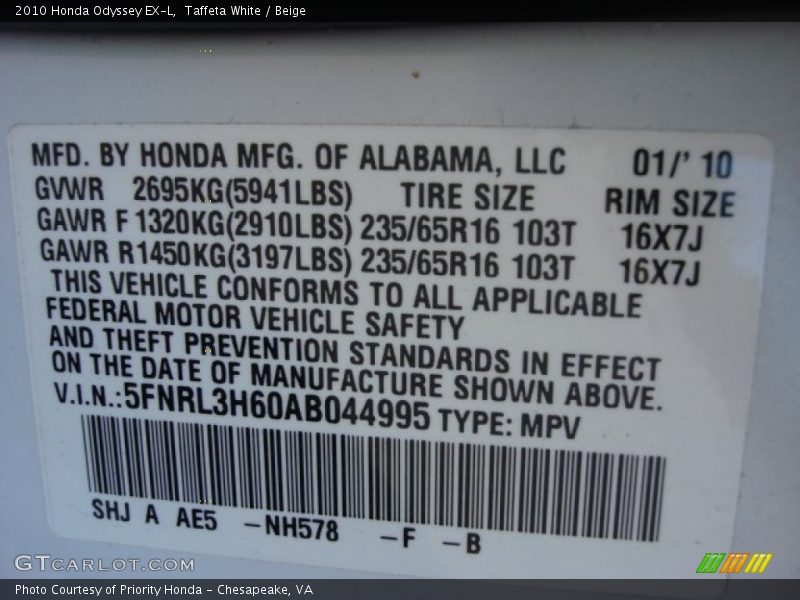 2010 Honda Odyssey EX-L,  Taffeta White / Beige
MFD. BY HONDA MFG. OF ALABAMA, LLC 01/' 10
GVWR 2695KG(5941LBS) TIRE SIZE RIM SIZE
GAWR F 1320KG(2910LBS) 235/65R16 103T 16X7J
GAWR R1450KG(3197LBS) 235/65R16 103T 16X7J
THIS VEHICLE CONFORMS TO ALL APPLICABLE
FEDERAL MOTOR VEHICLE SAFETY
AND THEFT PREVENTION STANDARDS IN EFFECT
ON THE DATE OF MANUFACTURE SHOWN ABOVE.
V.I.N.:5FNRL3H60AB044995 TYPE: MPV
SHJ A AE5 -NH578 -F -B
GTCARLOT.COM
Photo Courtesy of Priority Honda - Chesapeake, VA